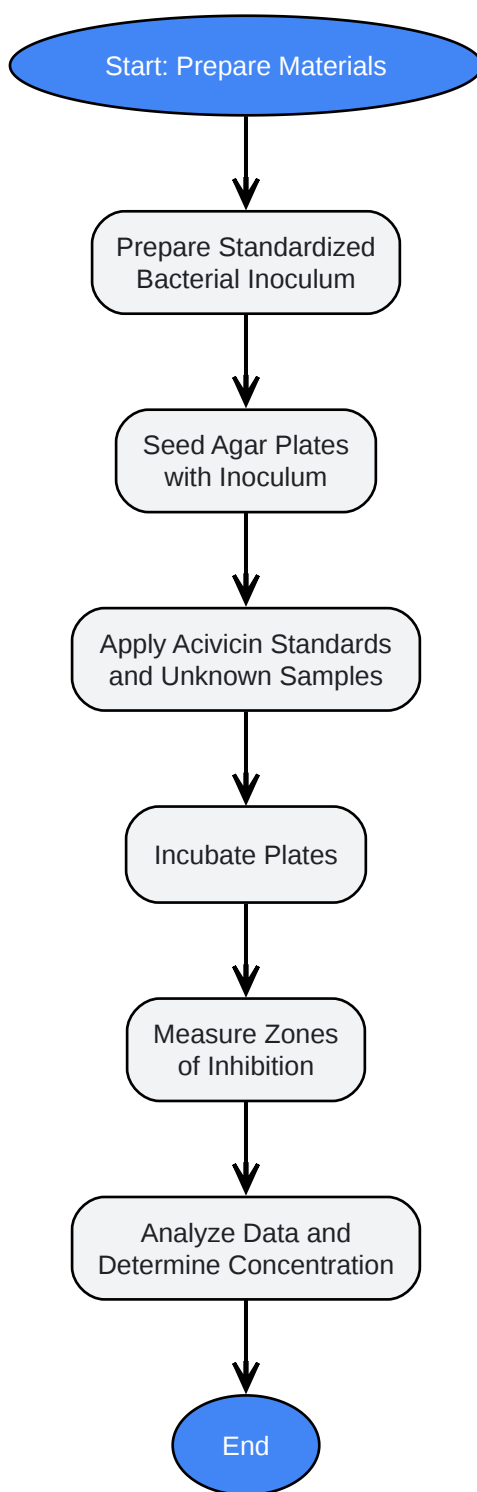 Start: Prepare Materials
Prepare Standardized
Bacterial Inoculum
Seed Agar Plates
with Inoculum
Apply Acivicin Standards
and Unknown Samples
Incubate Plates
Measure Zones
of Inhibition
Analyze Data and
Determine Concentration
End